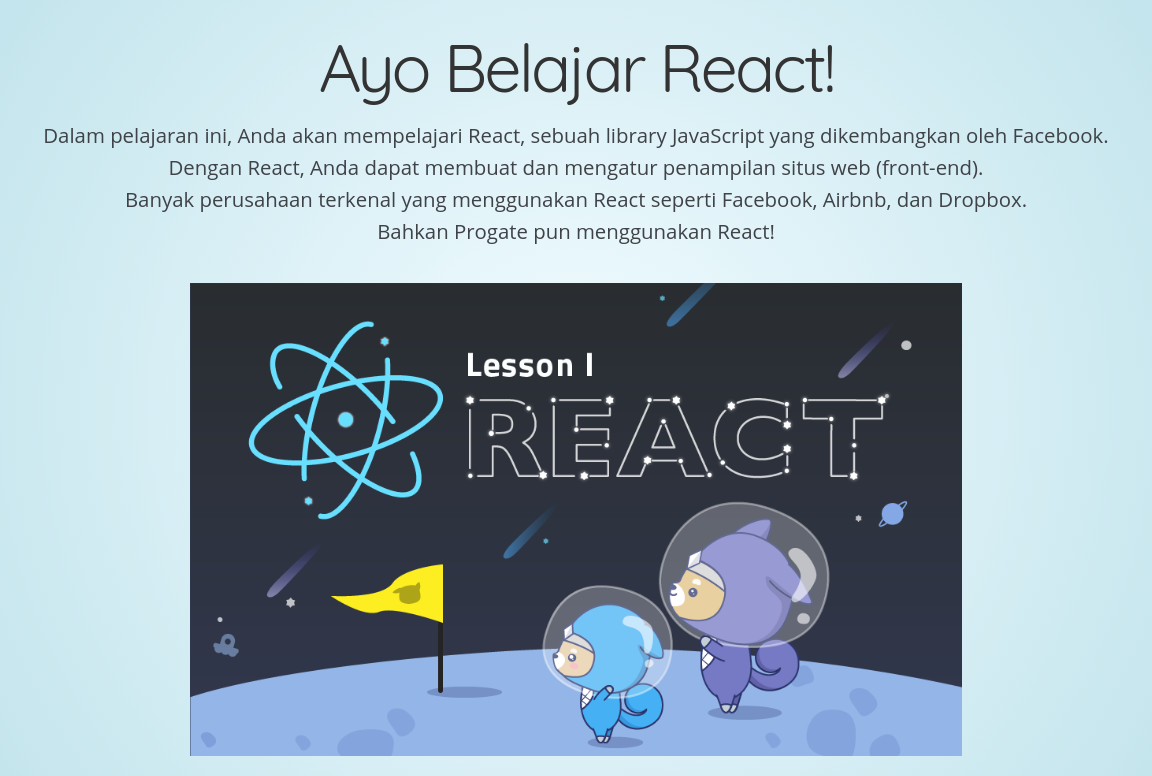 Ayo Belajar React!
Dalam pelajaran ini, Anda akan mempelajari React, sebuah library JavaScript yang dikembangkan oleh Facebook.
Dengan React, Anda dapat membuat dan mengatur penampilan situs web (front-end).
Banyak perusahaan terkenal yang menggunakan React seperti Facebook, Airbnb, dan Dropbox.
Bahkan Progate pun menggunakan React!
Lesson I
REACT